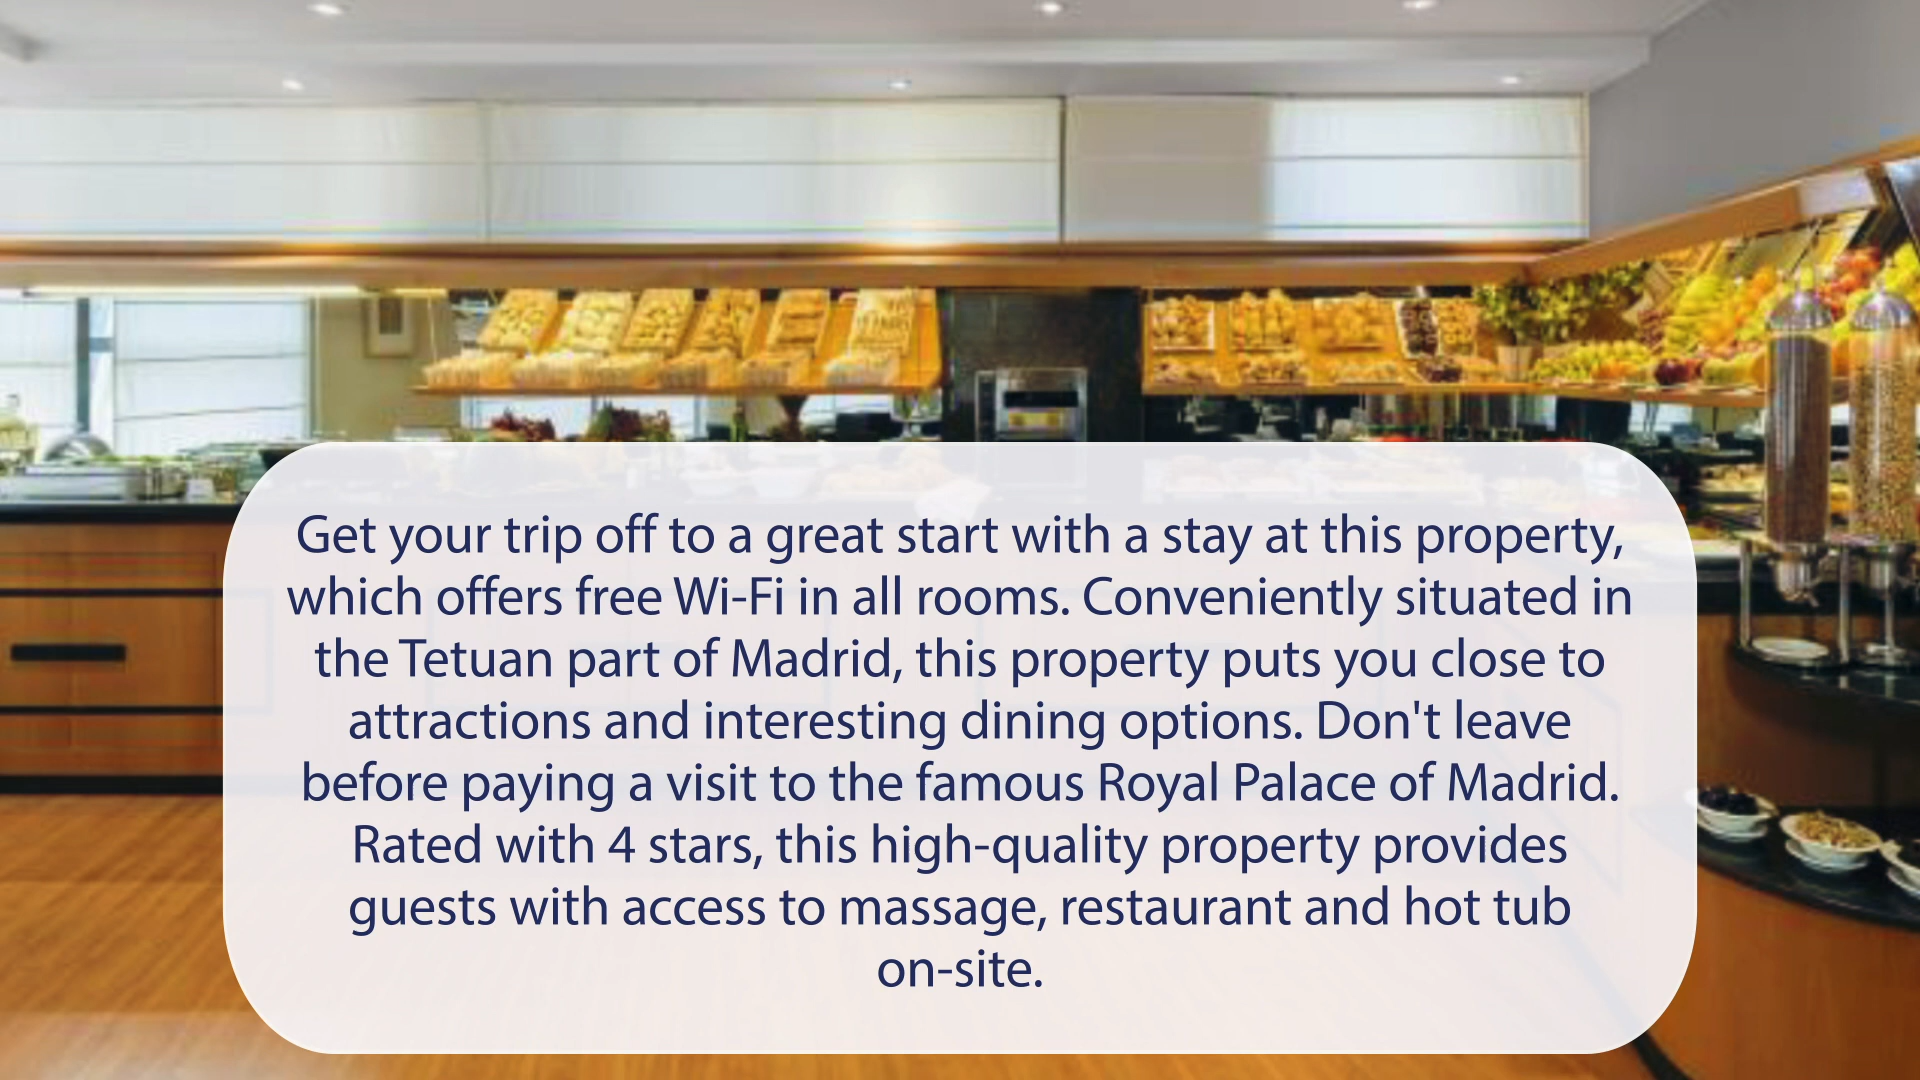 Get your trip off to a great start with a stay at this property,
which offers free Wi-Fi in all rooms. Conveniently situated in
the Tetuan part of Madrid, this property puts you close to
attractions and interesting dining options. Don't leave
before paying a visit to the famous Royal Palace of Madrid.
Rated with 4 stars, this high-quality property provides
guests with access to massage, restaurant and hot tub
on-site.